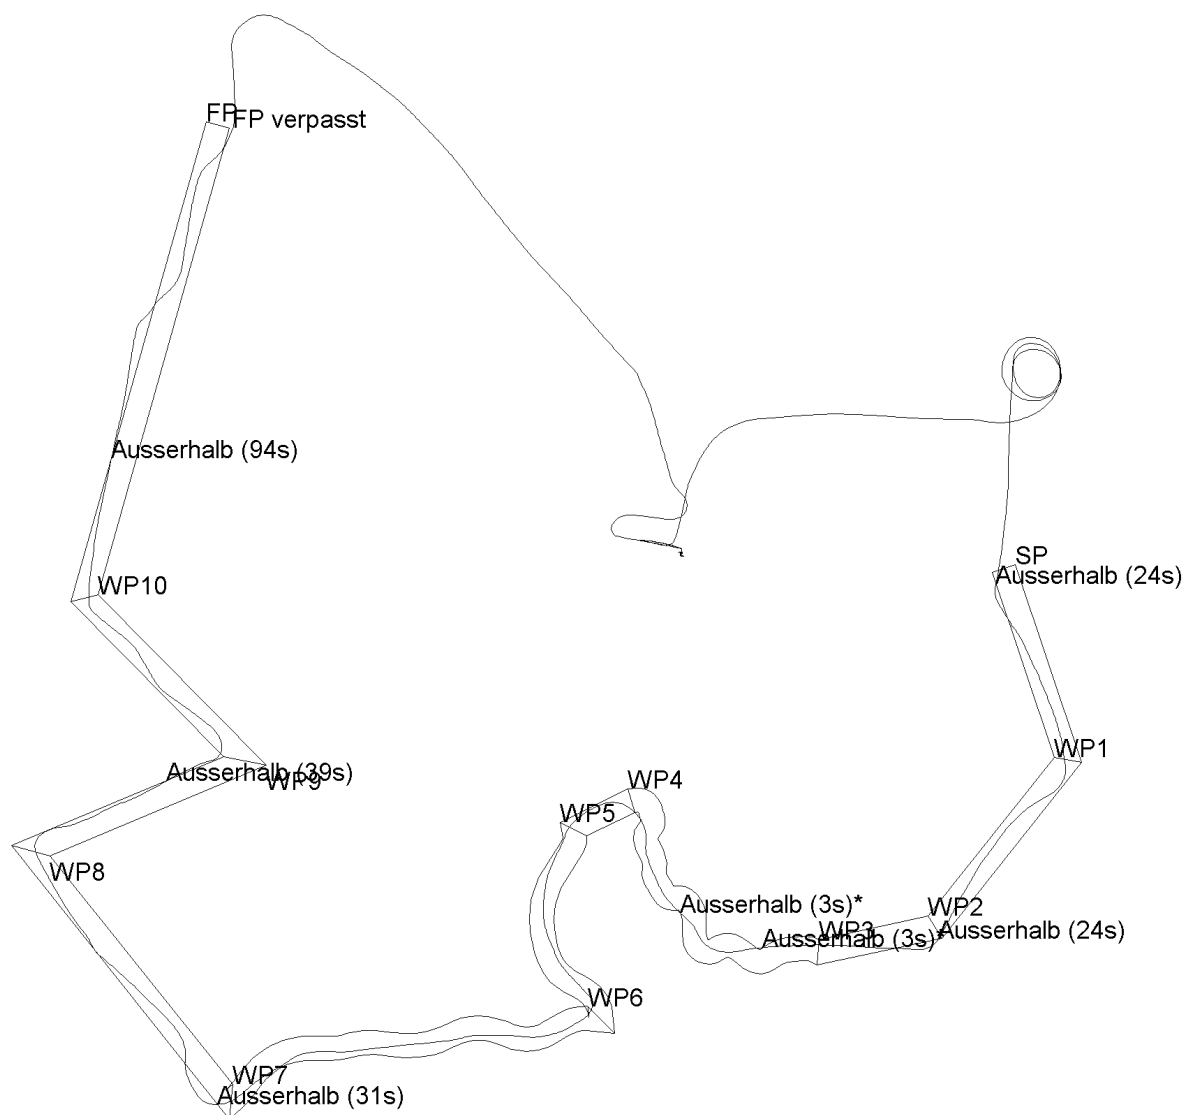 FP
FP verpasst
Ausserhalb (94s)
WP10
SP
Ausserhalb (24s)
WP1
Ausserhalb (39s)
WP9
WP4
WP5
WP8
Ausserhalb (3s)*
WP2
WP3
Ausserhalb (24s)
Ausserhalb (3s)*
WP6
WP7
Ausserhalb (31s)